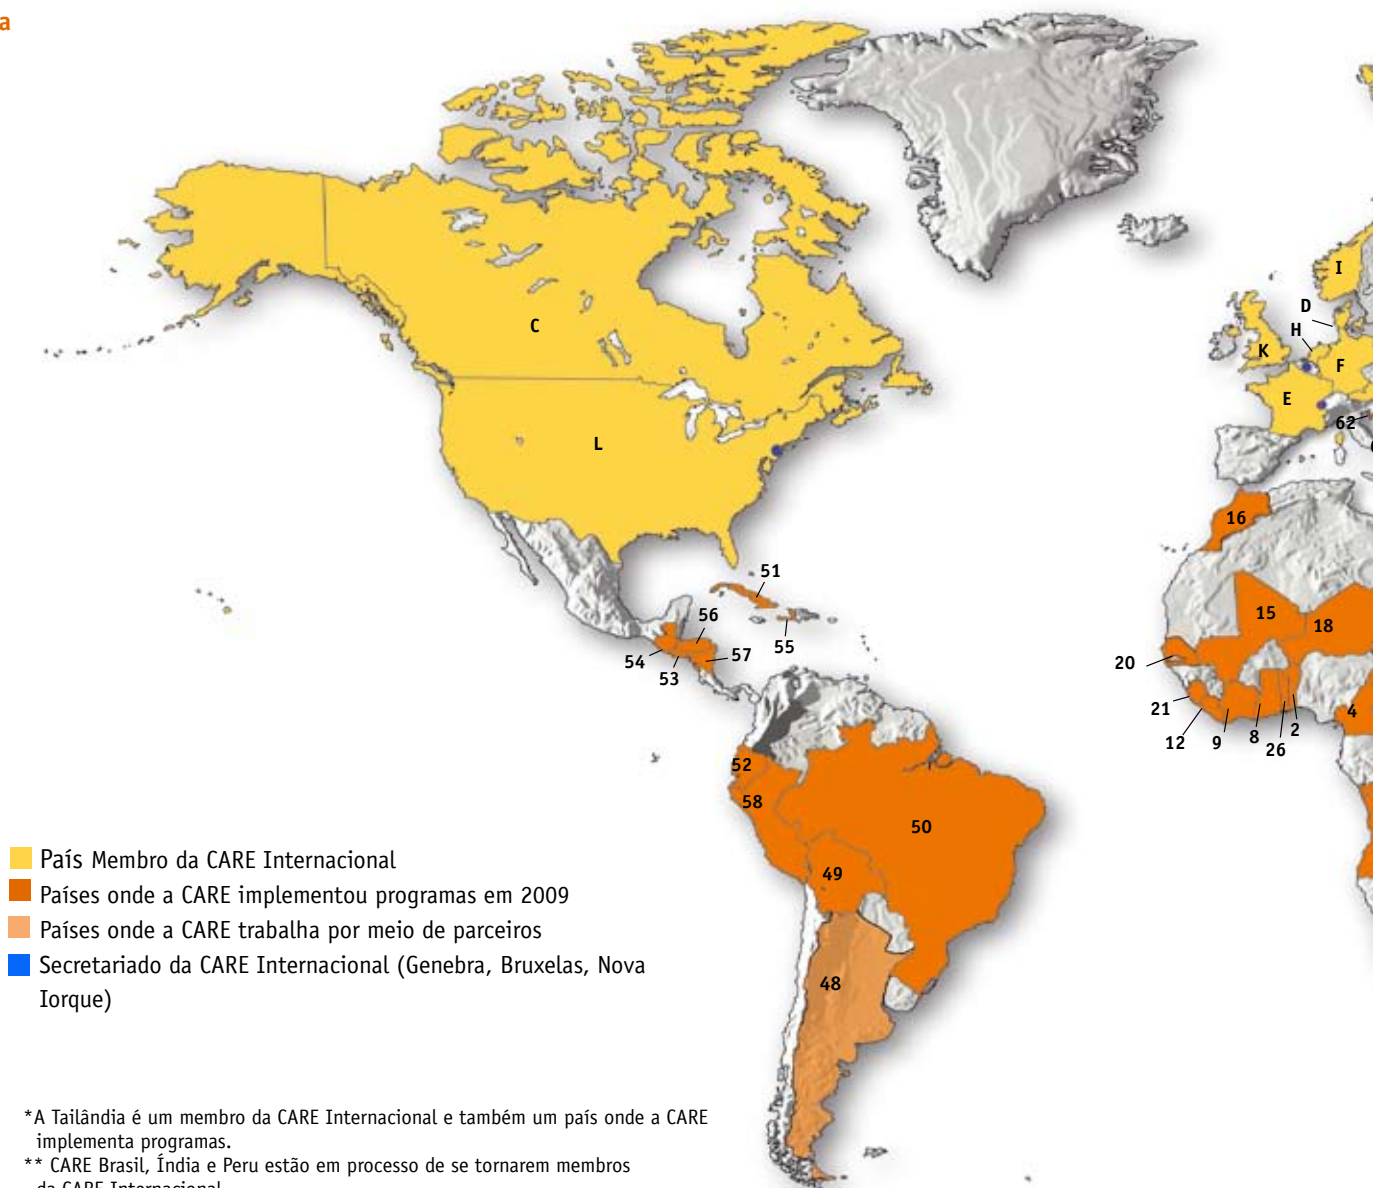 a
I
D
H
K
F
E
C
L
62
16
51
56
55
54
57
53
15
18
20
21
12
9
8
26
2
4
52
58
50
49
48
País Membro da CARE Internacional
Países onde a CARE implementou programas em 2009
Países onde a CARE trabalha por meio de parceiros
Secretariado da CARE Internacional (Genebra, Bruxelas, Nova
Iorque)
*A Tailândia é um membro da CARE Internacional e também um país onde a CARE
implementa programas.
** CARE Brasil, Índia e Peru estão em processo de se tornarem membros
da CARE Internacional